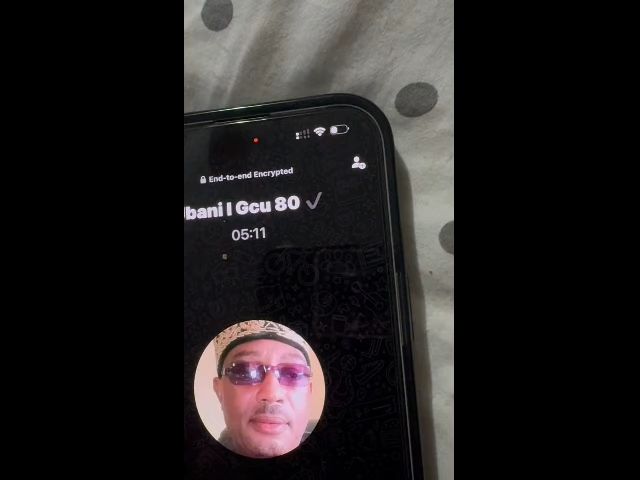 End-to-end Encrypted
bani I Gcu 80 ✓
05:11